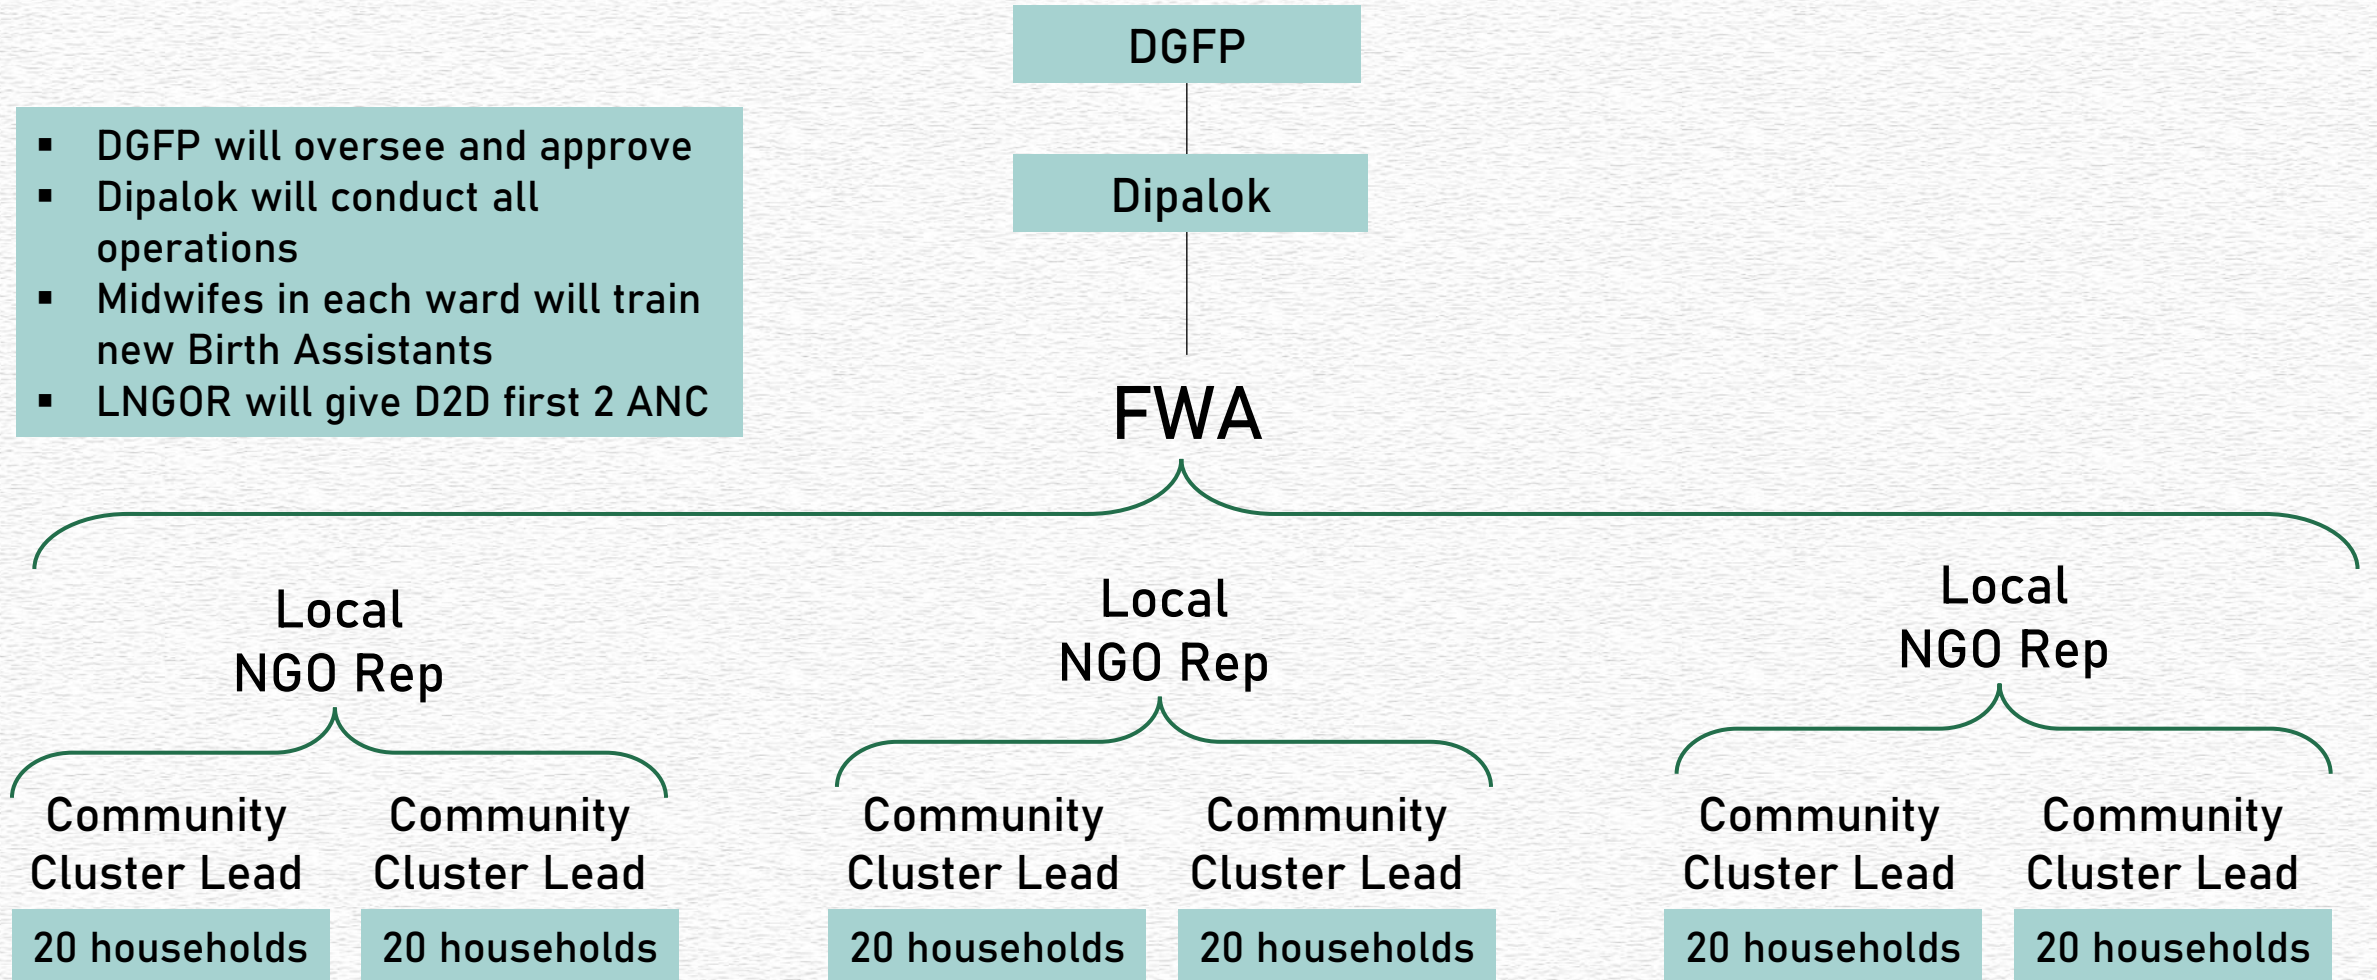 DGFP
▪ DGFP will oversee and approve
▪ Dipalok will conduct all
operations
▪ Midwifes in each ward will train
new Birth Assistants
▪ LNGOR will give D2D first 2 ANC
Dipalok
FWA
Local
NGO Rep
Local
NGO Rep
Local
NGO Rep
Community
Cluster Lead
Community
Cluster Lead
Community
Cluster Lead
Community
Cluster Lead
Community
Cluster Lead
Community
Cluster Lead
20 households
20 households
20 households
20 households
20 households
20 households